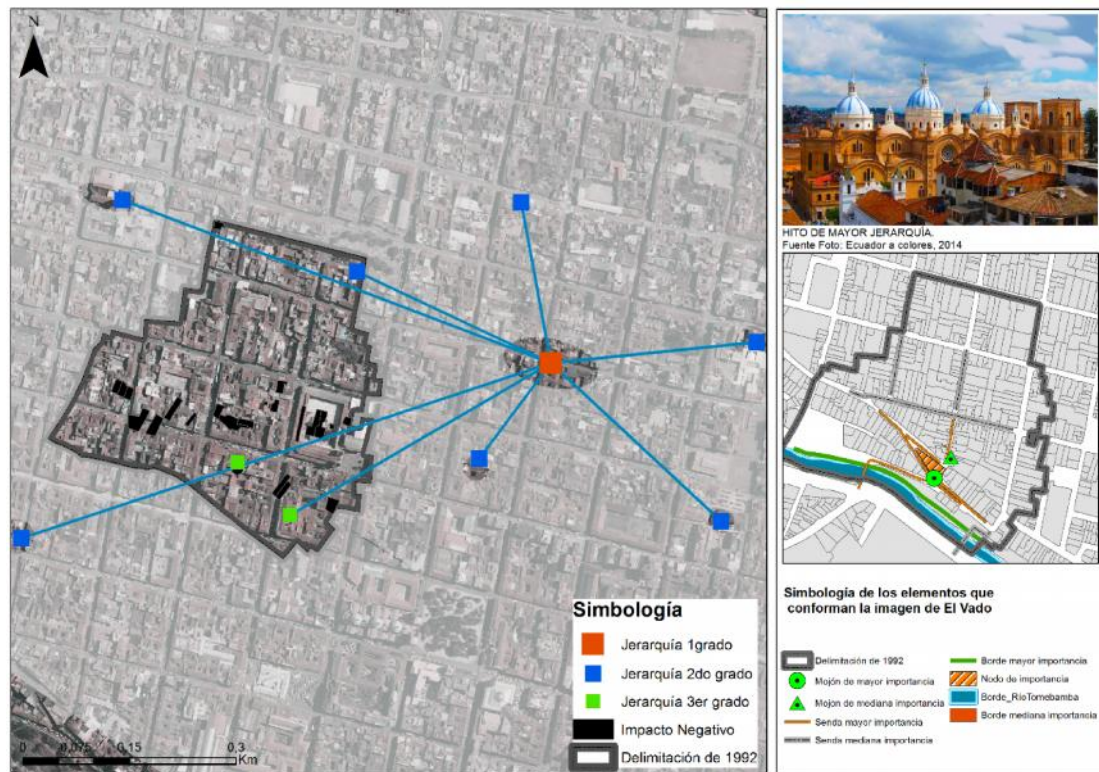 N
0
0.075
0.15
0.3
Km
Simbología
Jerarquía 1grado
Jerarquía 2do grado
Jerarquía 3er grado
Impacto Negativo
Delimitación de 1992
HITO DE MAYOR JERARQUÍA.
Fuente Foto: Ecuador a colores, 2014
Simbología de los elementos que
conforman la imagen de El Vado
Delimitación de 1992
Mojón de mayor importancia
Mojon de mediana importancia
Senda mayor importancia
Senda mediana importancia
Borde mayor importancia
Nodo de importancia
Borde_RioTomebamba
Borde mediana importancia